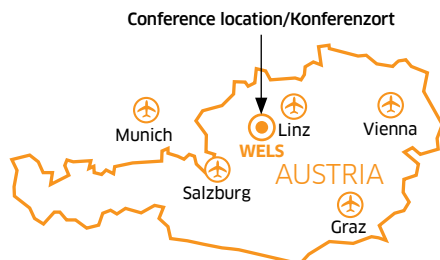 Conference location/Konferenzort
Munich
Linz
Vienna
WELS
Salzburg
AUSTRIA
Graz